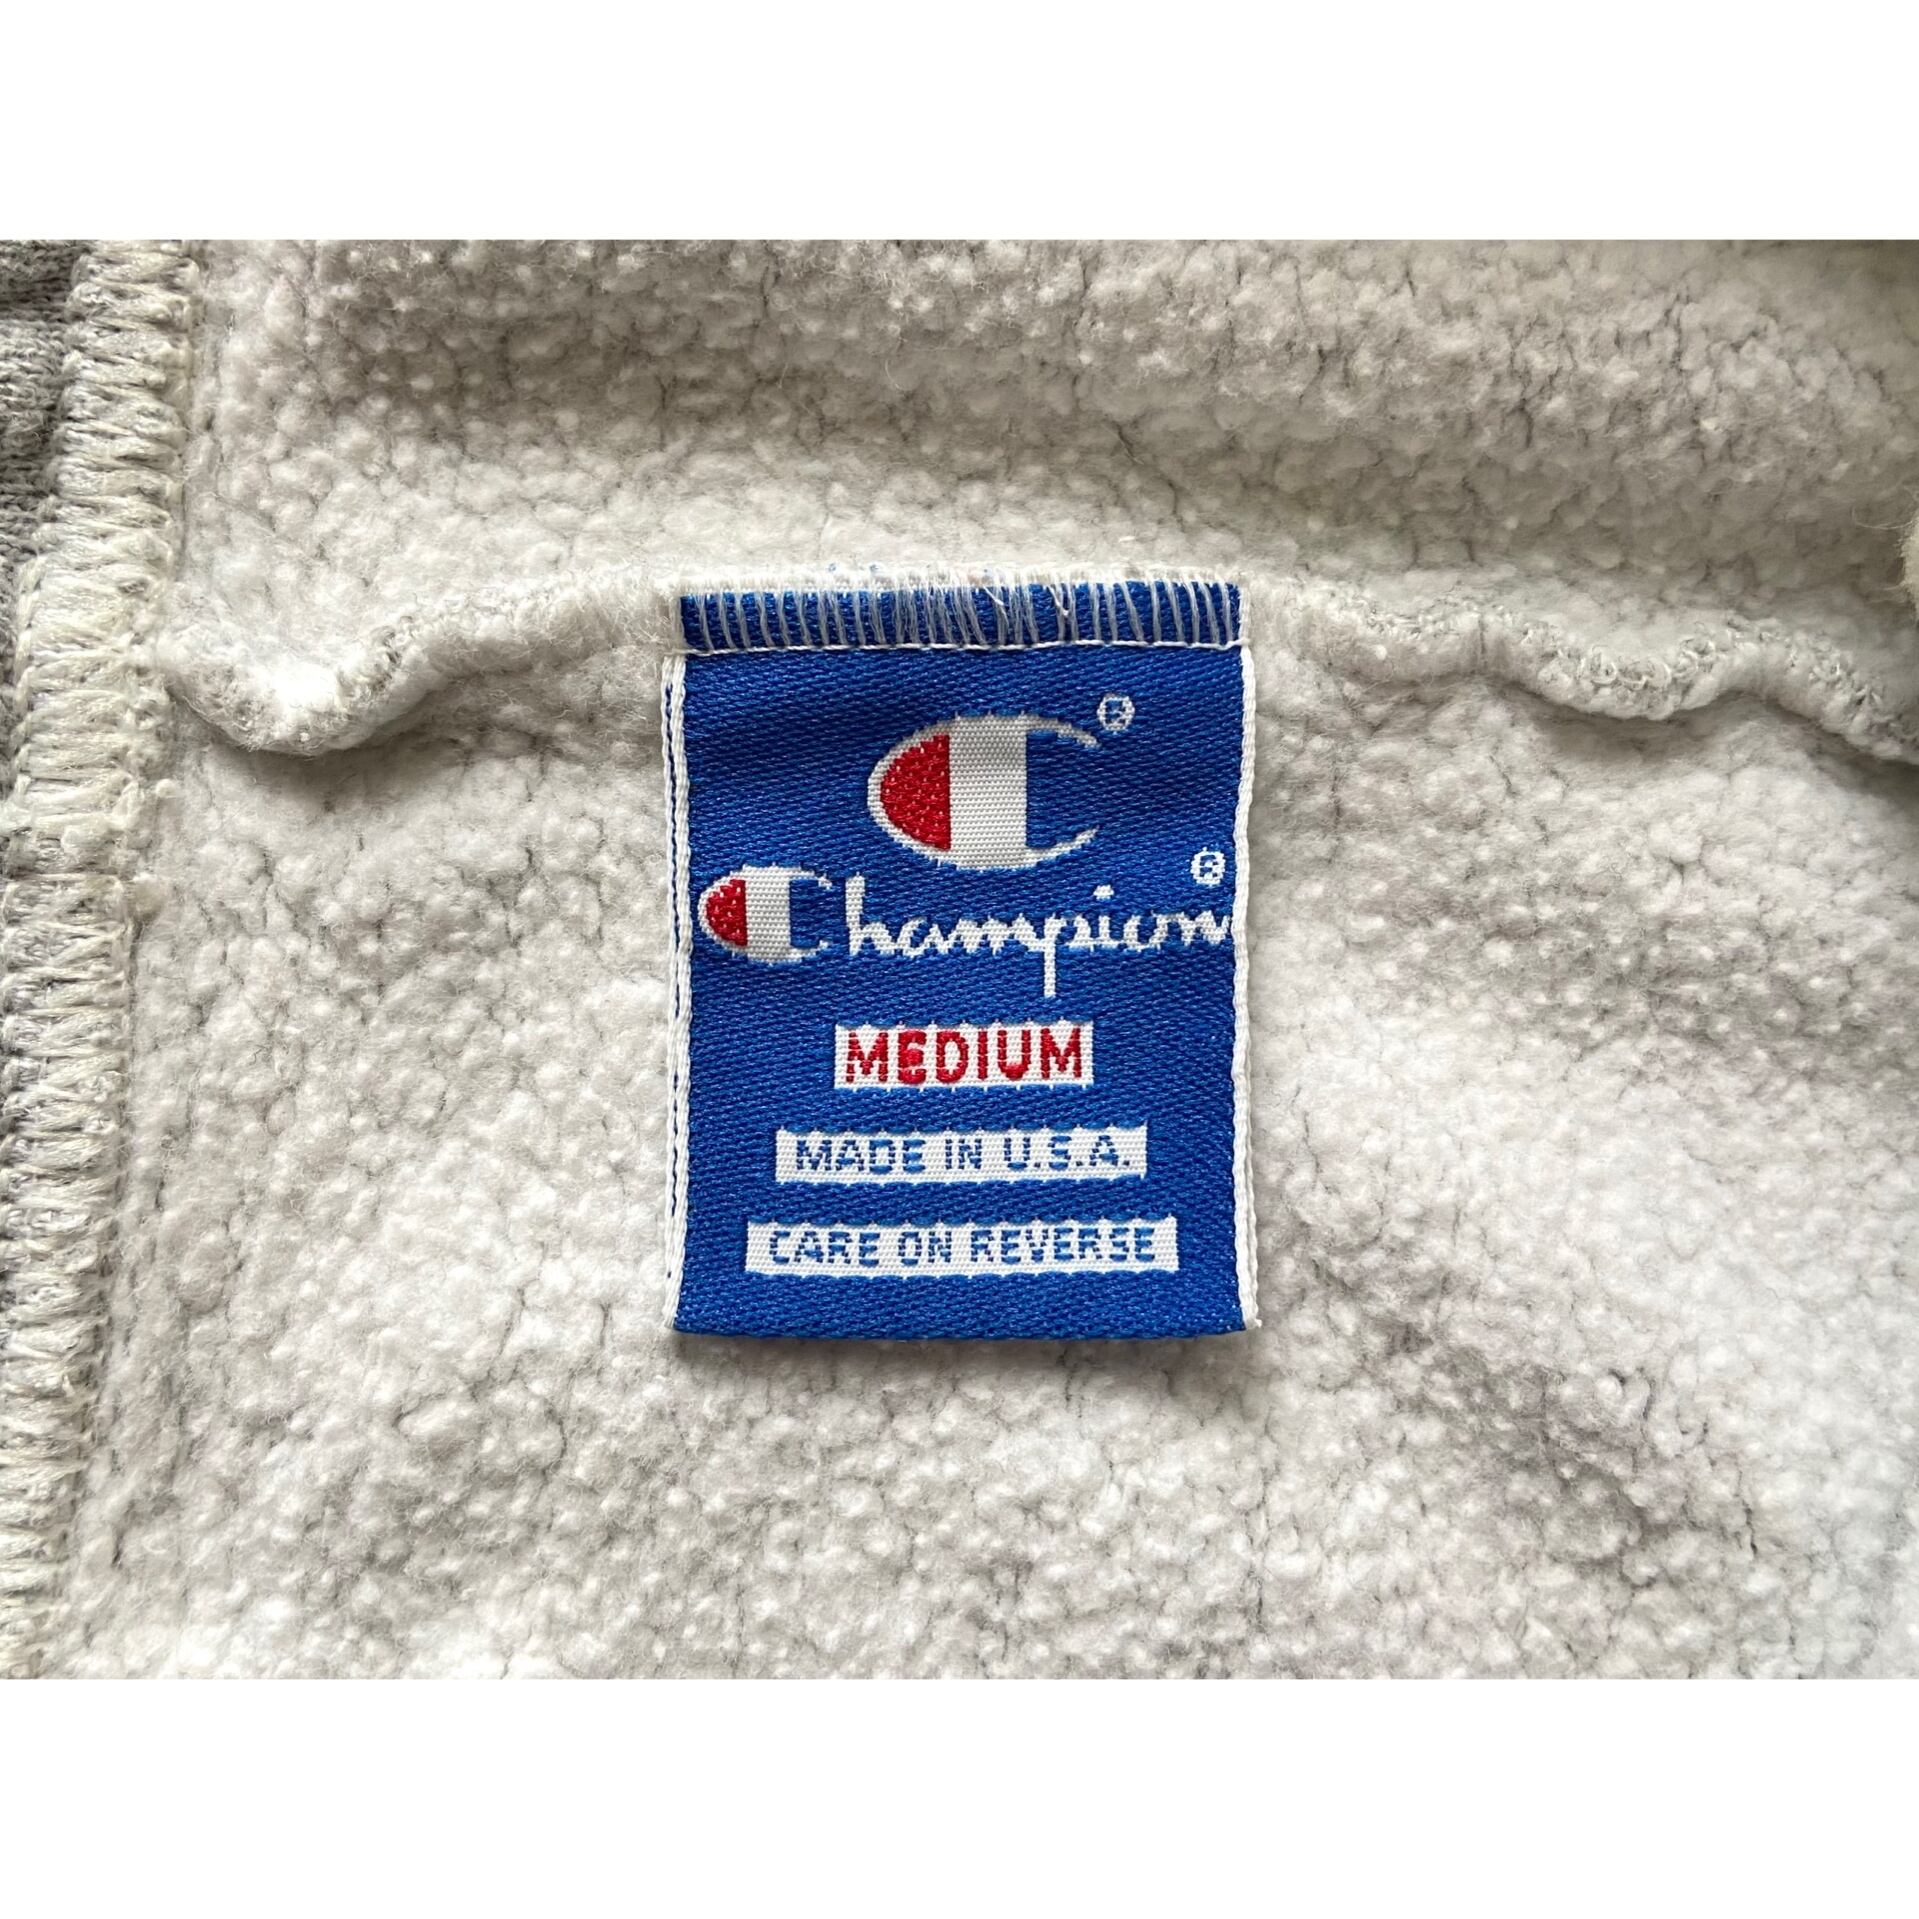 C®
Champion®
MEDIUM
MADE IN U.S.A.
CARE ON REVERSE